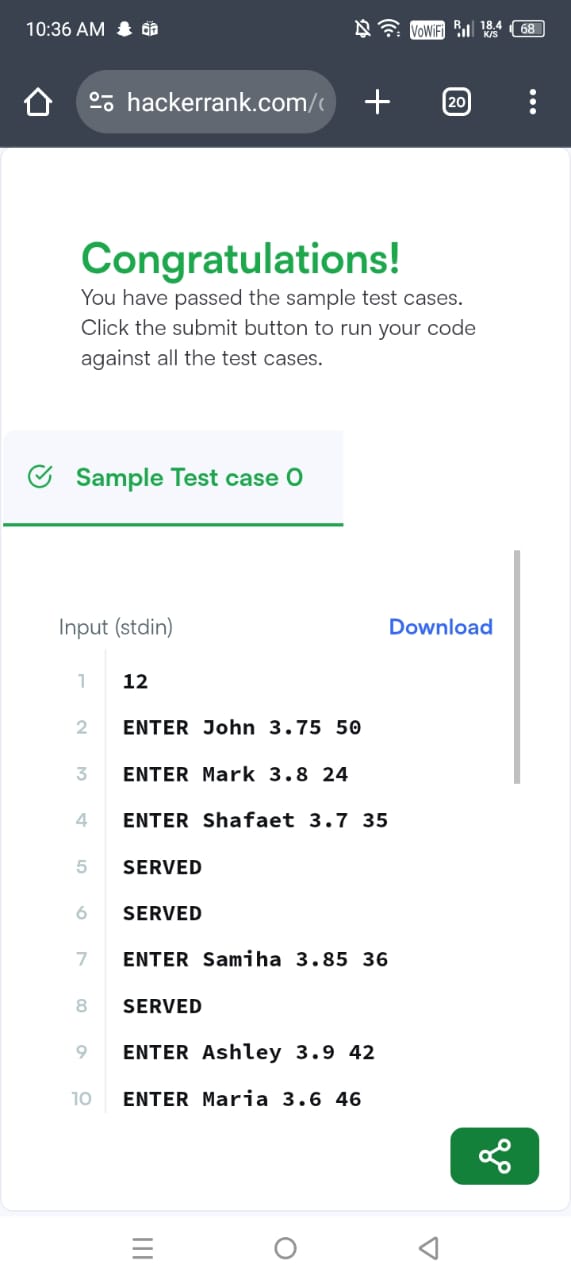 10:36 AM
VoWiFi R 18.4 K/S 68
hackerrank.com/
20
Congratulations!
You have passed the sample test cases.
Click the submit button to run your code
against all the test cases.
Sample Test case 0
Input (stdin) Download
1 12
2 ENTER John 3.75 50
3 ENTER Mark 3.8 24
4 ENTER Shafaet 3.7 35
5 SERVED
6 SERVED
7 ENTER Samiha 3.85 36
8 SERVED
9 ENTER Ashley 3.9 42
10 ENTER Maria 3.6 46